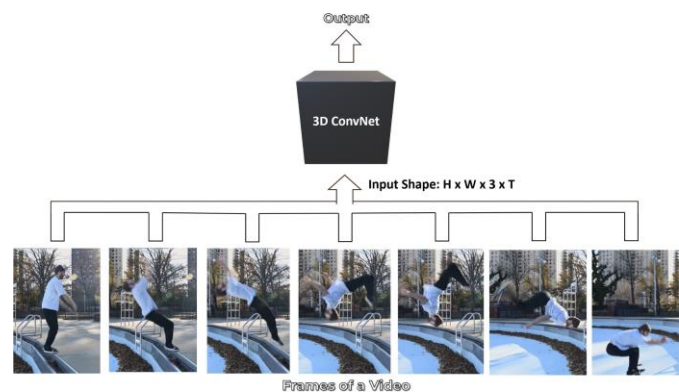 Output
3D ConvNet
Input Shape: H x W x 3 x T
Frames of a Video